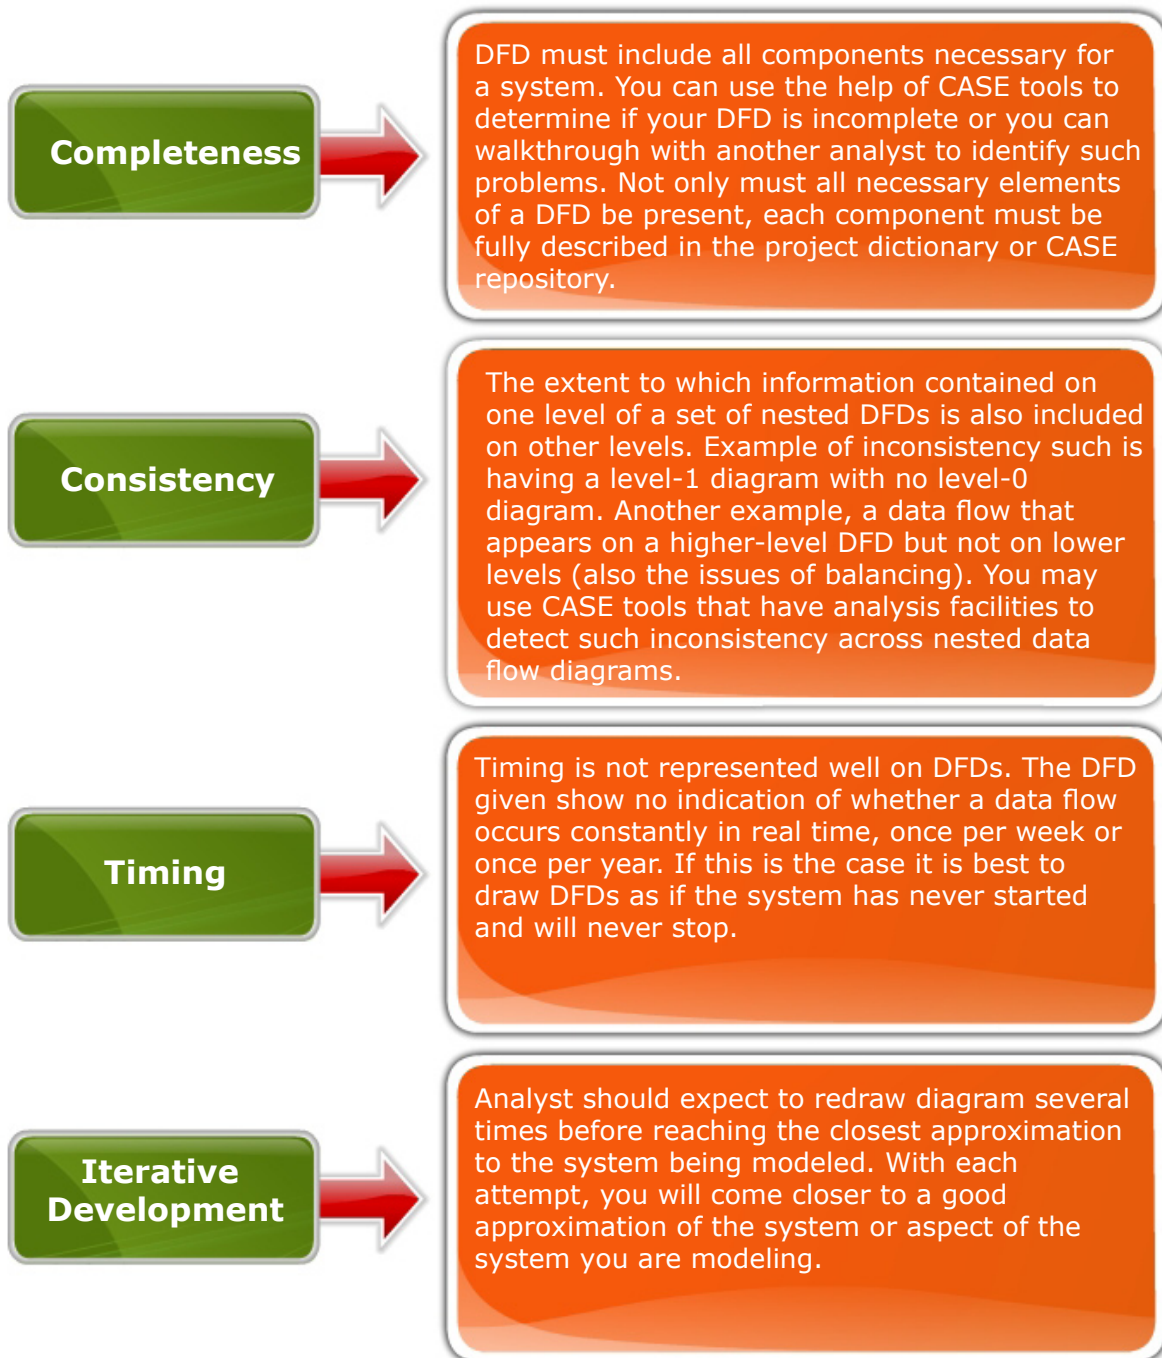 Completeness
DFD must include all components necessary for
a system. You can use the help of CASE tools to
determine if your DFD is incomplete or you can
walkthrough with another analyst to identify such
problems. Not only must all necessary elements
of a DFD be present, each component must be
fully described in the project dictionary or CASE
repository.
Consistency
The extent to which information contained on
one level of a set of nested DFDs is also included
on other levels. Example of inconsistency such is
having a level-1 diagram with no level-0
diagram. Another example, a data flow that
appears on a higher-level DFD but not on lower
levels (also the issues of balancing). You may
use CASE tools that have analysis facilities to
detect such inconsistency across nested data
flow diagrams.
Timing
Timing is not represented well on DFDs. The DFD
given show no indication of whether a data flow
occurs constantly in real time, once per week or
once per year. If this is the case it is best to
draw DFDs as if the system has never started
and will never stop.
Iterative
Development
Analyst should expect to redraw diagram several
times before reaching the closest approximation
to the system being modeled. With each
attempt, you will come closer to a good
approximation of the system or aspect of the
system you are modeling.